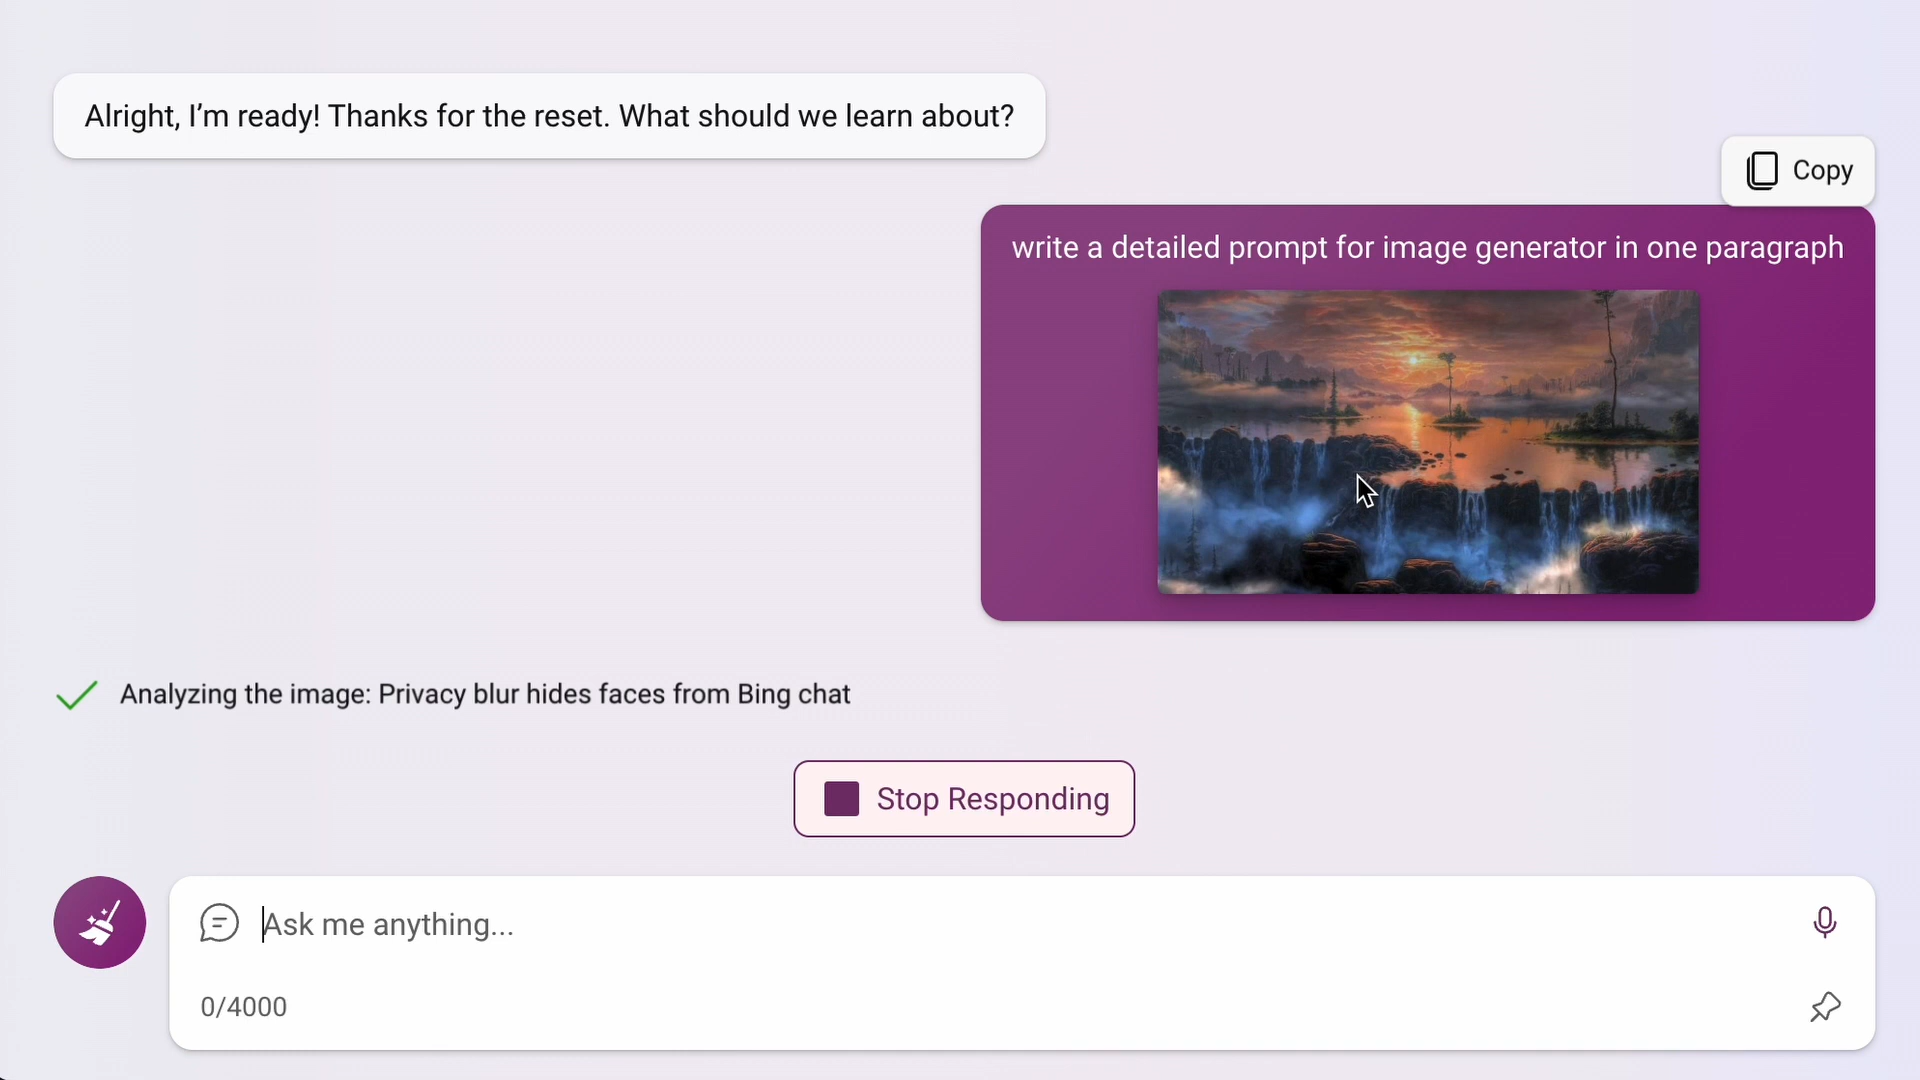 Alright, I’m ready! Thanks for the reset. What should we learn about?
Copy
write a detailed prompt for image generator in one paragraph
Analyzing the image: Privacy blur hides faces from Bing chat
Stop Responding
Ask me anything...
0/4000